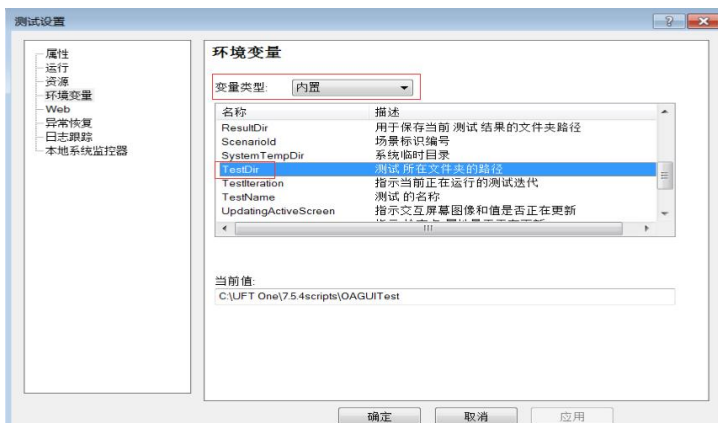 测试设置
属性
运行
资源
环境变量
Web
异常恢复
日志跟踪
本地系统监控器
环境变量
变量类型: 内置
名称 描述
ResultDir 用于保存当前 测试 结果的文件夹路径
ScenarioId 场景标识编号
SystemTempDir 系统临时目录
TestDir 测试 所在文件夹的路径
TestIteration 指示当前正在运行的测试迭代
TestName 测试 的名称
UpdatingActiveScreen 指示交互屏幕图像和值是否正在更新
当前值:
C:\UFT One\7.5.4scripts\OAGUITest
确定 取消 应用